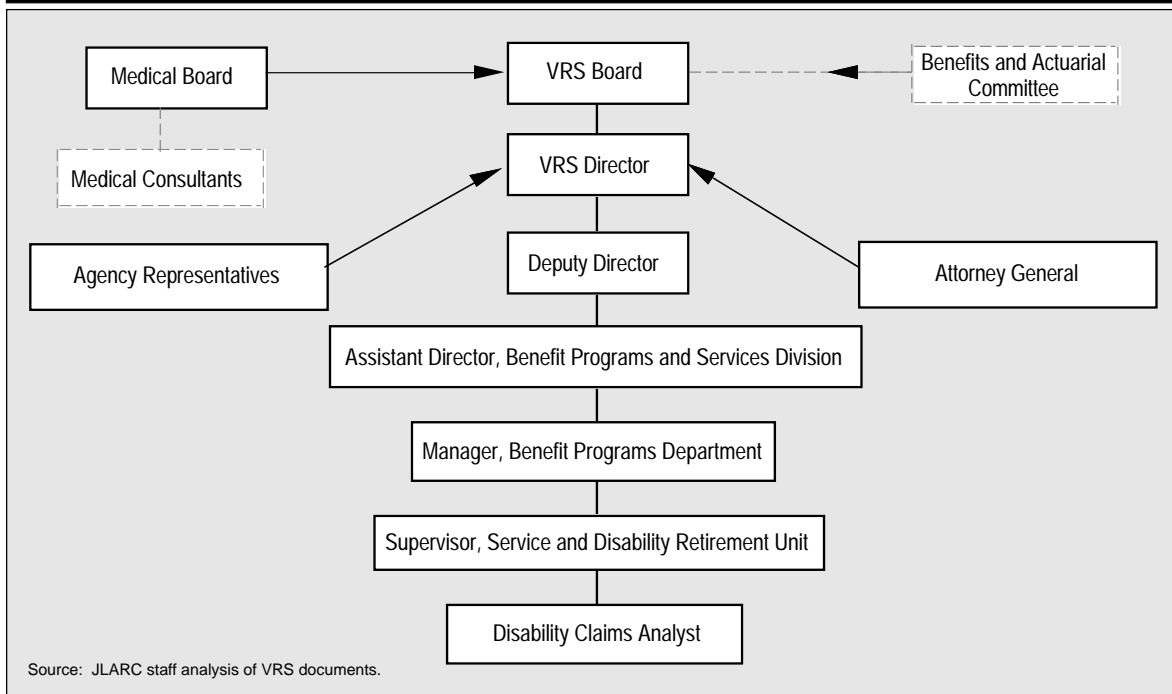 Medical Board
VRS Board
Benefits and Actuarial
Committee
Medical Consultants
VRS Director
Agency Representatives
Deputy Director
Attorney General
Assistant Director, Benefit Programs and Services Division
Manager, Benefit Programs Department
Supervisor, Service and Disability Retirement Unit
Disability Claims Analyst
Source: JLARC staff analysis of VRS documents.